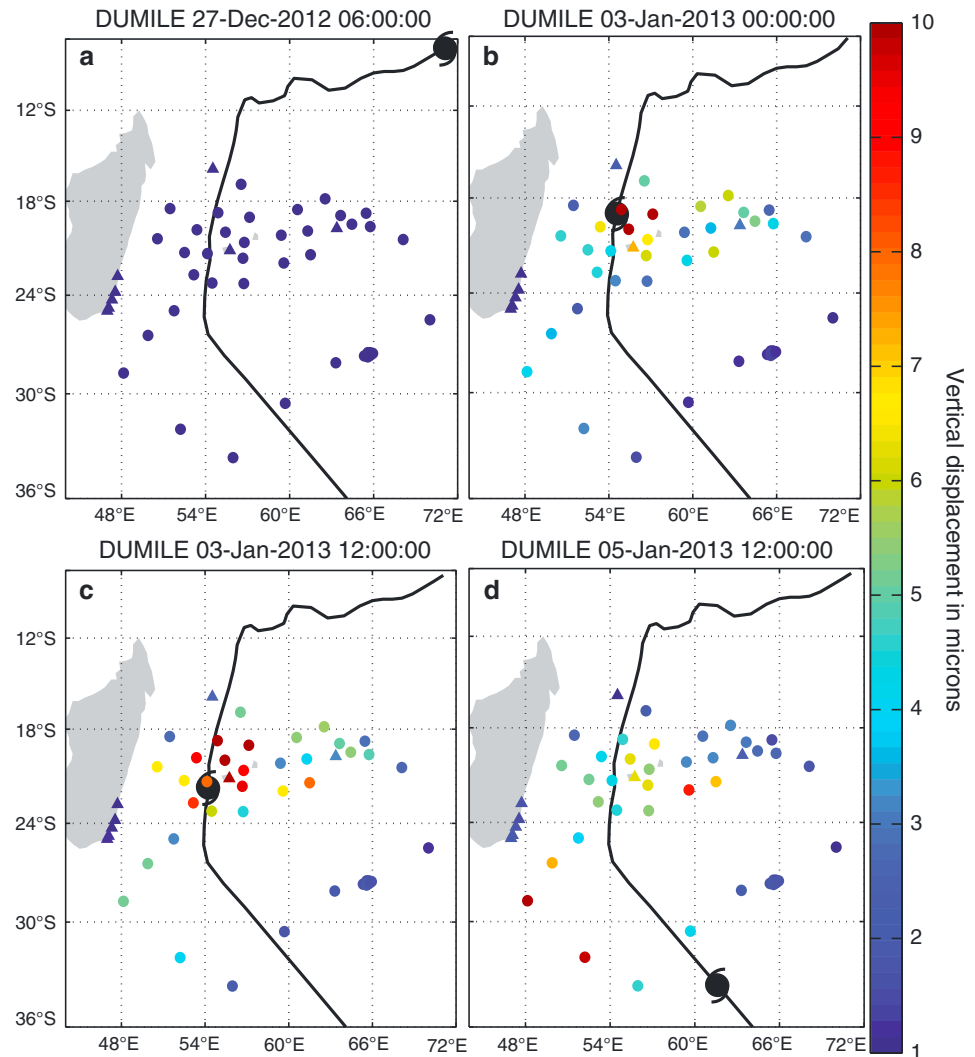 DUMILE 27-Dec-2012 06:00:00
DUMILE 03-Jan-2013 00:00:00
a
b
12°S
18°S
24°S
30°S
36°S
48°E 54°E 60°E 66°E 72°E
48°E 54°E 60°E 66°E 72°E
DUMILE 03-Jan-2013 12:00:00
DUMILE 05-Jan-2013 12:00:00
c
d
12°S
18°S
24°S
30°S
36°S
48°E 54°E 60°E 66°E 72°E
48°E 54°E 60°E 66°E 72°E
10
9
8
7
6
5
4
3
2
1
Vertical displacement in microns